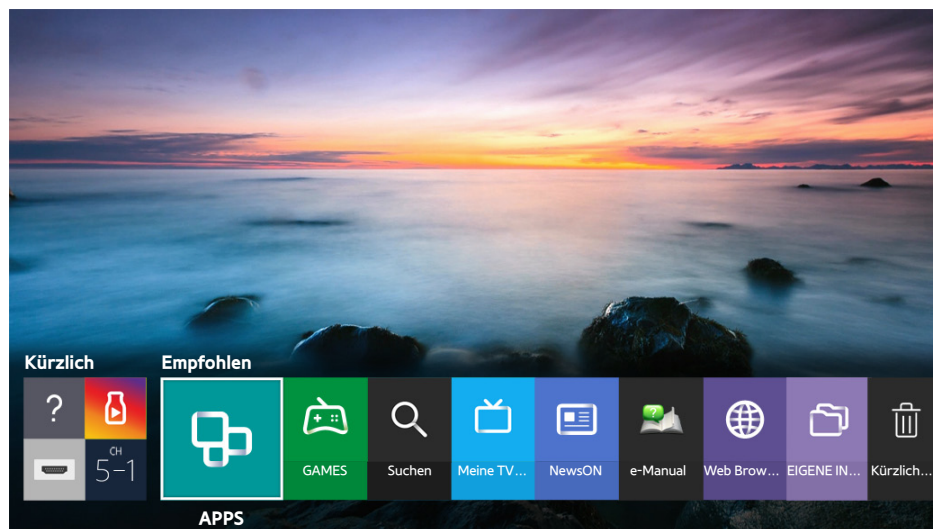 Kürzlich
Empfohlen
?
CH
5-1
GAMES
Suchen
Meine TV...
NewsON
e-Manual
Web Brow...
EIGENE IN...
Kürzlich...
APPS